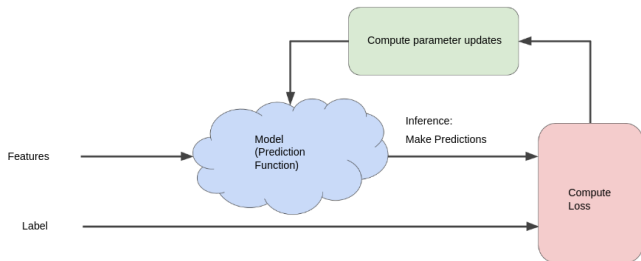 Compute parameter updates
Inference:
Make Predictions
Model
(Prediction
Function)
Features
Compute
Loss
Label